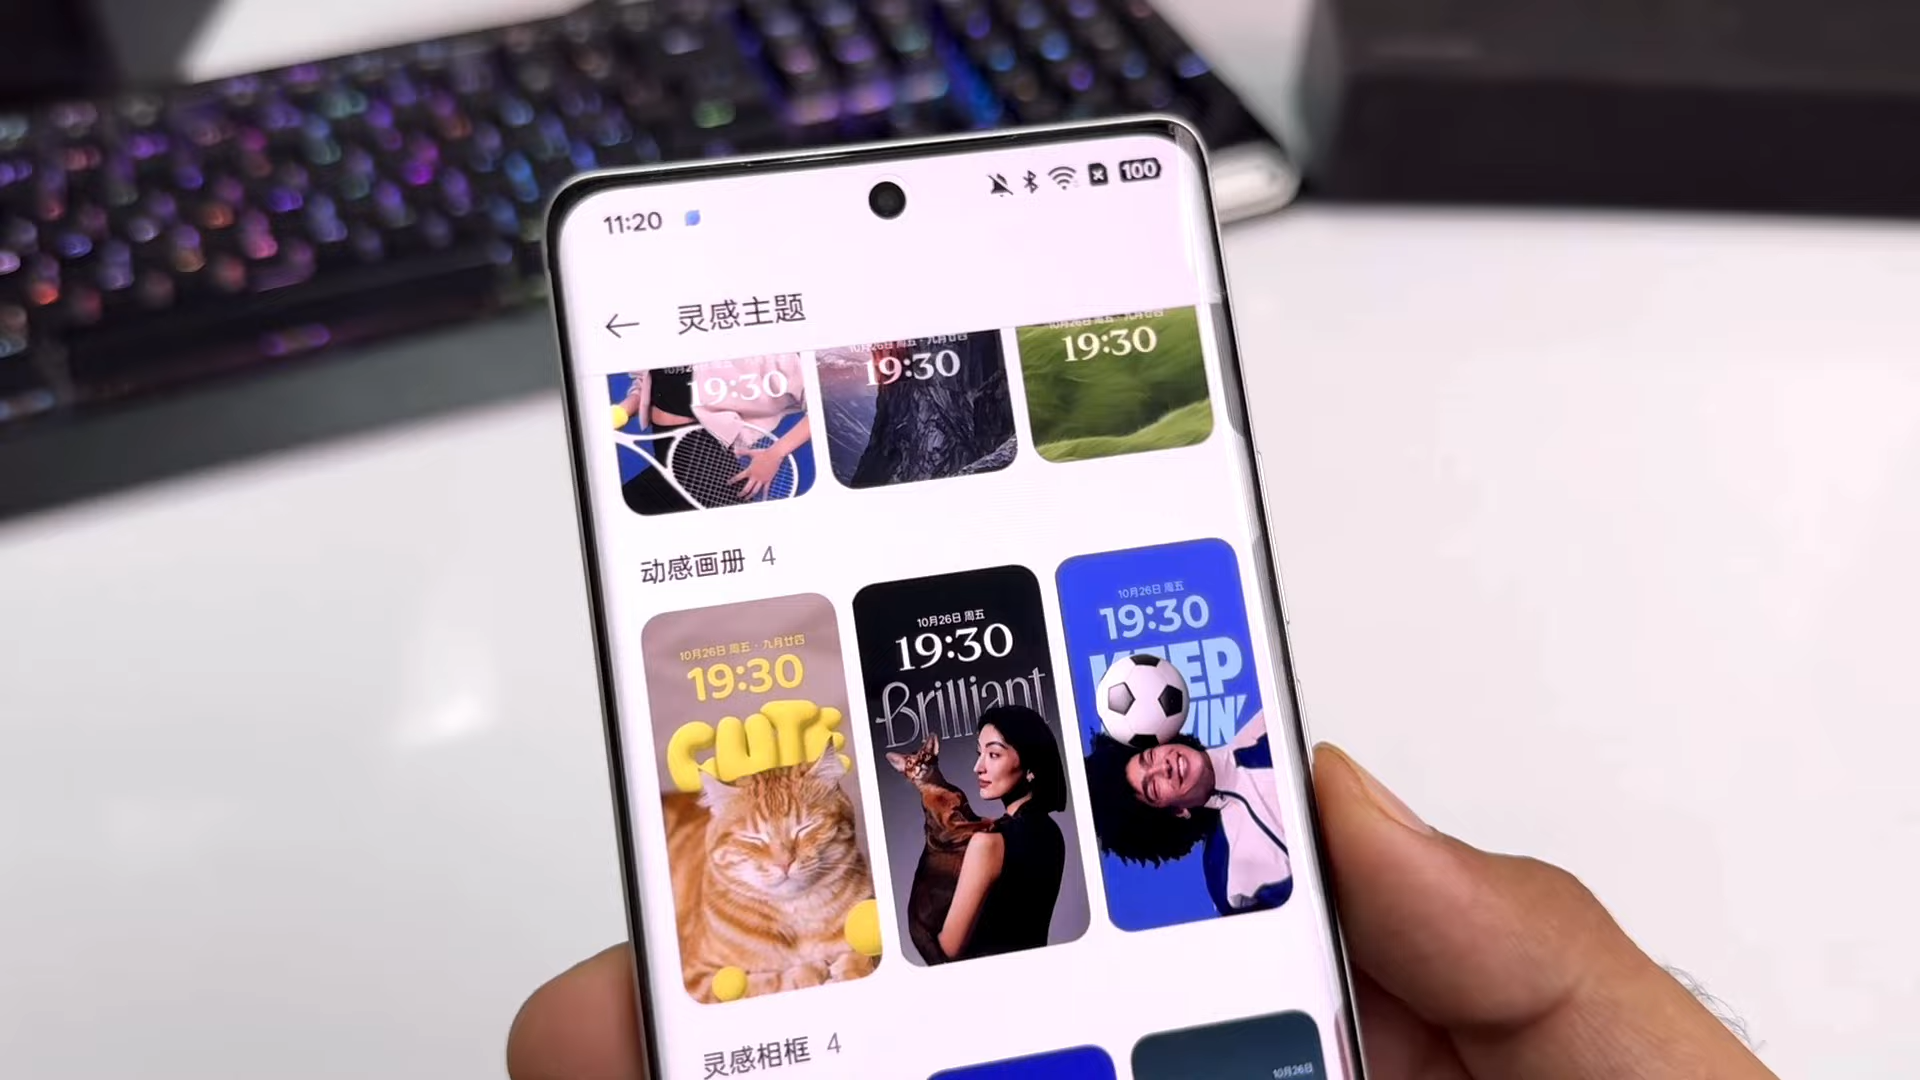 11:20
100
灵感主题
19:30
19:30
19:30
动感画册 4
10月26日 周五 · 九月廿四
19:30
CUTE
10月26日 周五
19:30
Brilliant
10月26日 周五
19:30
KEEP
灵感相框 4
10月26日